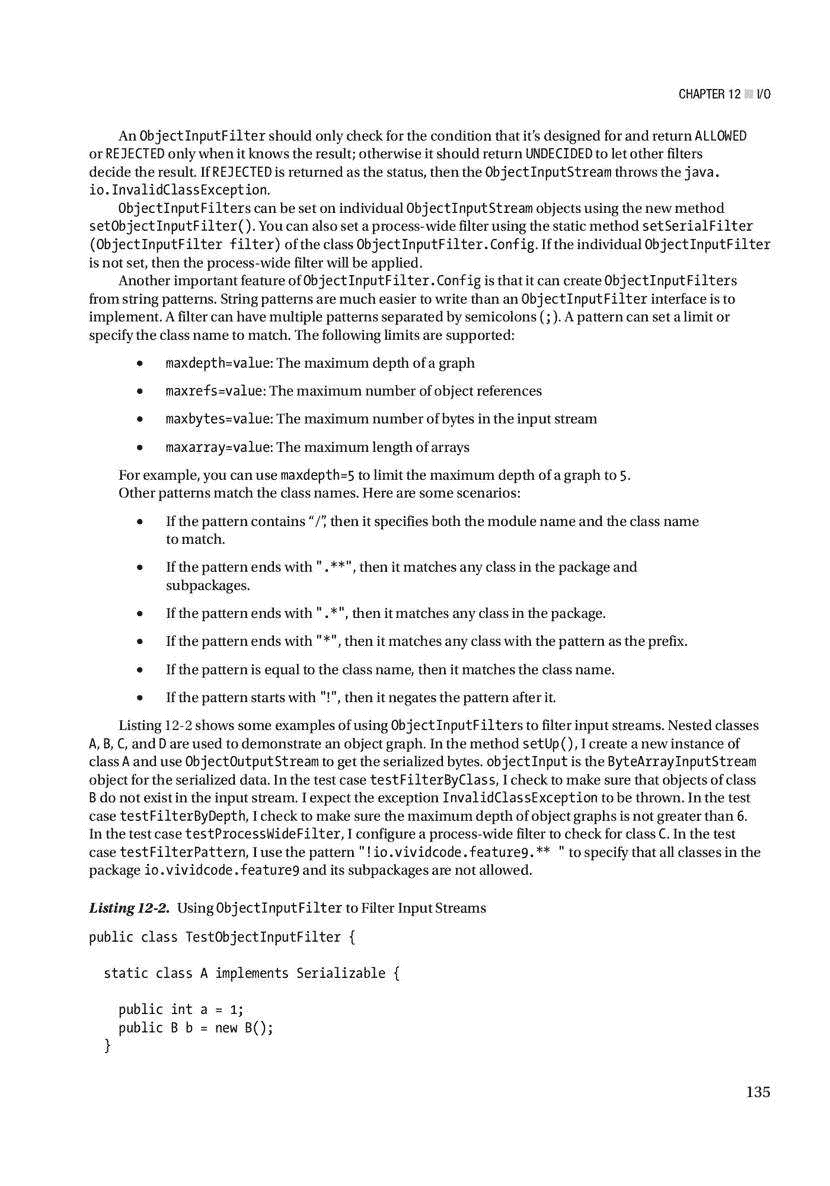 CHAPTER 12 ■ I/O
An ObjectInputFilter should only check for the condition that it’s designed for and return ALLOWED
or REJECTED only when it knows the result; otherwise it should return UNDECIDED to let other filters
decide the result. If REJECTED is returned as the status, then the ObjectInputStream throws the java.
io.InvalidClassException.
ObjectInputFilters can be set on individual ObjectInputStream objects using the new method
setObjectInputFilter(). You can also set a process-wide filter using the static method setSerialFilter
(ObjectInputFilter filter) of the class ObjectInputFilter.Config. If the individual ObjectInputFilter
is not set, then the process-wide filter will be applied.
Another important feature of ObjectInputFilter.Config is that it can create ObjectInputFilters
from string patterns. String patterns are much easier to write than an ObjectInputFilter interface is to
implement. A filter can have multiple patterns separated by semicolons (;). A pattern can set a limit or
specify the class name to match. The following limits are supported:
• maxdepth=value: The maximum depth of a graph
• maxrefs=value: The maximum number of object references
• maxbytes=value: The maximum number of bytes in the input stream
• maxarray=value: The maximum length of arrays
For example, you can use maxdepth=5 to limit the maximum depth of a graph to 5.
Other patterns match the class names. Here are some scenarios:
• If the pattern contains “/”, then it specifies both the module name and the class name
to match.
• If the pattern ends with ".**", then it matches any class in the package and
subpackages.
• If the pattern ends with ".*", then it matches any class in the package.
• If the pattern ends with "*", then it matches any class with the pattern as the prefix.
• If the pattern is equal to the class name, then it matches the class name.
• If the pattern starts with "!", then it negates the pattern after it.
Listing 12-2 shows some examples of using ObjectInputFilters to filter input streams. Nested classes
A, B, C, and D are used to demonstrate an object graph. In the method setUp(), I create a new instance of
class A and use ObjectOutputStream to get the serialized bytes. objectInput is the ByteArrayInputStream
object for the serialized data. In the test case testFilterByClass, I check to make sure that objects of class
B do not exist in the input stream. I expect the exception InvalidClassException to be thrown. In the test
case testFilterByDepth, I check to make sure the maximum depth of object graphs is not greater than 6.
In the test case testProcessWideFilter, I configure a process-wide filter to check for class C. In the test
case testFilterPattern, I use the pattern "!io.vividcode.feature9.** " to specify that all classes in the
package io.vividcode.feature9 and its subpackages are not allowed.
Listing 12-2. Using ObjectInputFilter to Filter Input Streams
public class TestObjectInputFilter {
static class A implements Serializable {
public int a = 1;
public B b = new B();
}
135